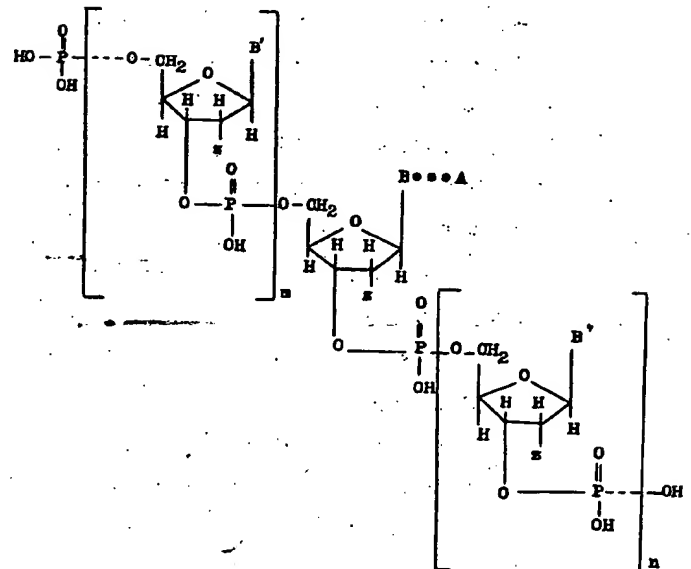 O B'
HO-P---O-CH2
OH O
H H
H H
z
O
O-P-O-CH2 B•••A
OH O
H H
H H
m
z
O
O-P-O-CH2 B'
OH O
H H
H H
z
O
O-P---OH
OH
n